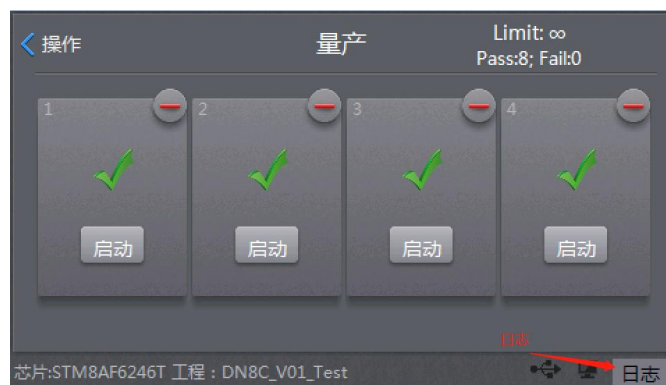 操作
量产
Limit: ∞
Pass:8; Fail:0
1
2
3
4
启动
启动
启动
启动
日志
芯片:STM8AF6246T 工程：DN8C_V01_Test
日志